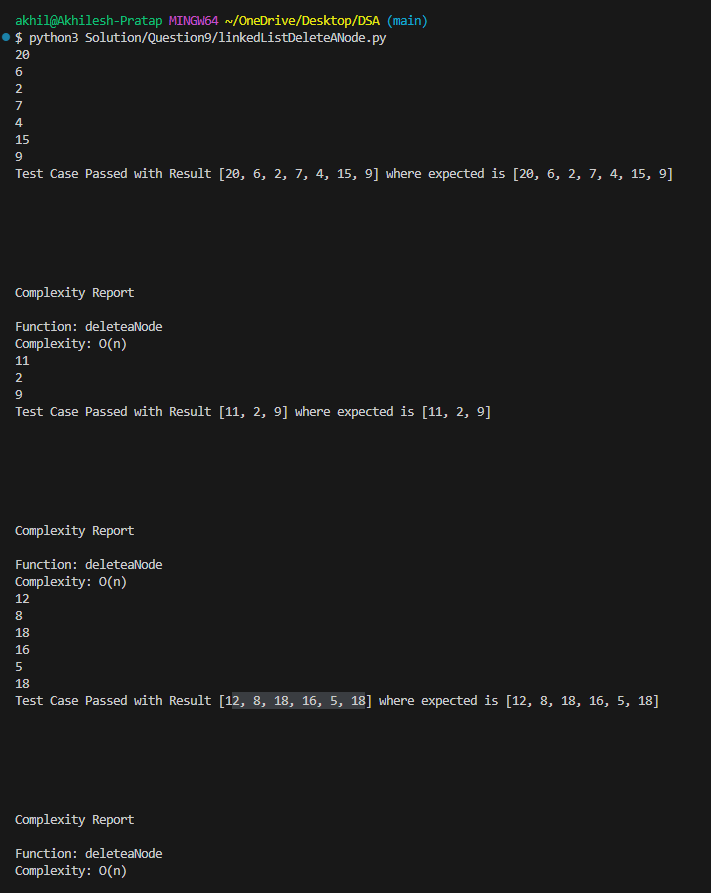 akhil@Akhilesh-Pratap MINGW64 ~/OneDrive/Desktop/DSA (main)
$ python3 Solution/Question9/linkedListDeleteANode.py
20
6
2
7
4
15
9
Test Case Passed with Result [20, 6, 2, 7, 4, 15, 9] where expected is [20, 6, 2, 7, 4, 15, 9]
Complexity Report
Function: deleteaNode
Complexity: O(n)
11
2
9
Test Case Passed with Result [11, 2, 9] where expected is [11, 2, 9]
Complexity Report
Function: deleteaNode
Complexity: O(n)
12
8
18
16
5
18
Test Case Passed with Result [12, 8, 18, 16, 5, 18] where expected is [12, 8, 18, 16, 5, 18]
Complexity Report
Function: deleteaNode
Complexity: O(n)